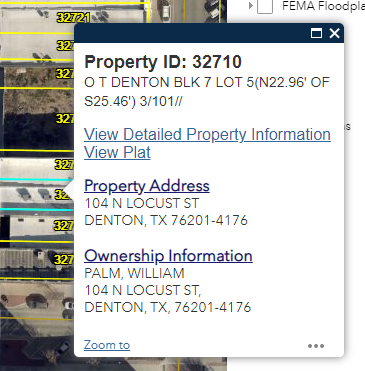 32721
FEMA Floodpla
Property ID: 32710
O T DENTON BLK 7 LOT 5(N22.96' OF
S25.46') 3/101//
View Detailed Property Information
View Plat
Property Address
104 N LOCUST ST
DENTON, TX 76201-4176
Ownership Information
PALM, WILLIAM
104 N LOCUST ST,
DENTON, TX, 76201-4176
Zoom to